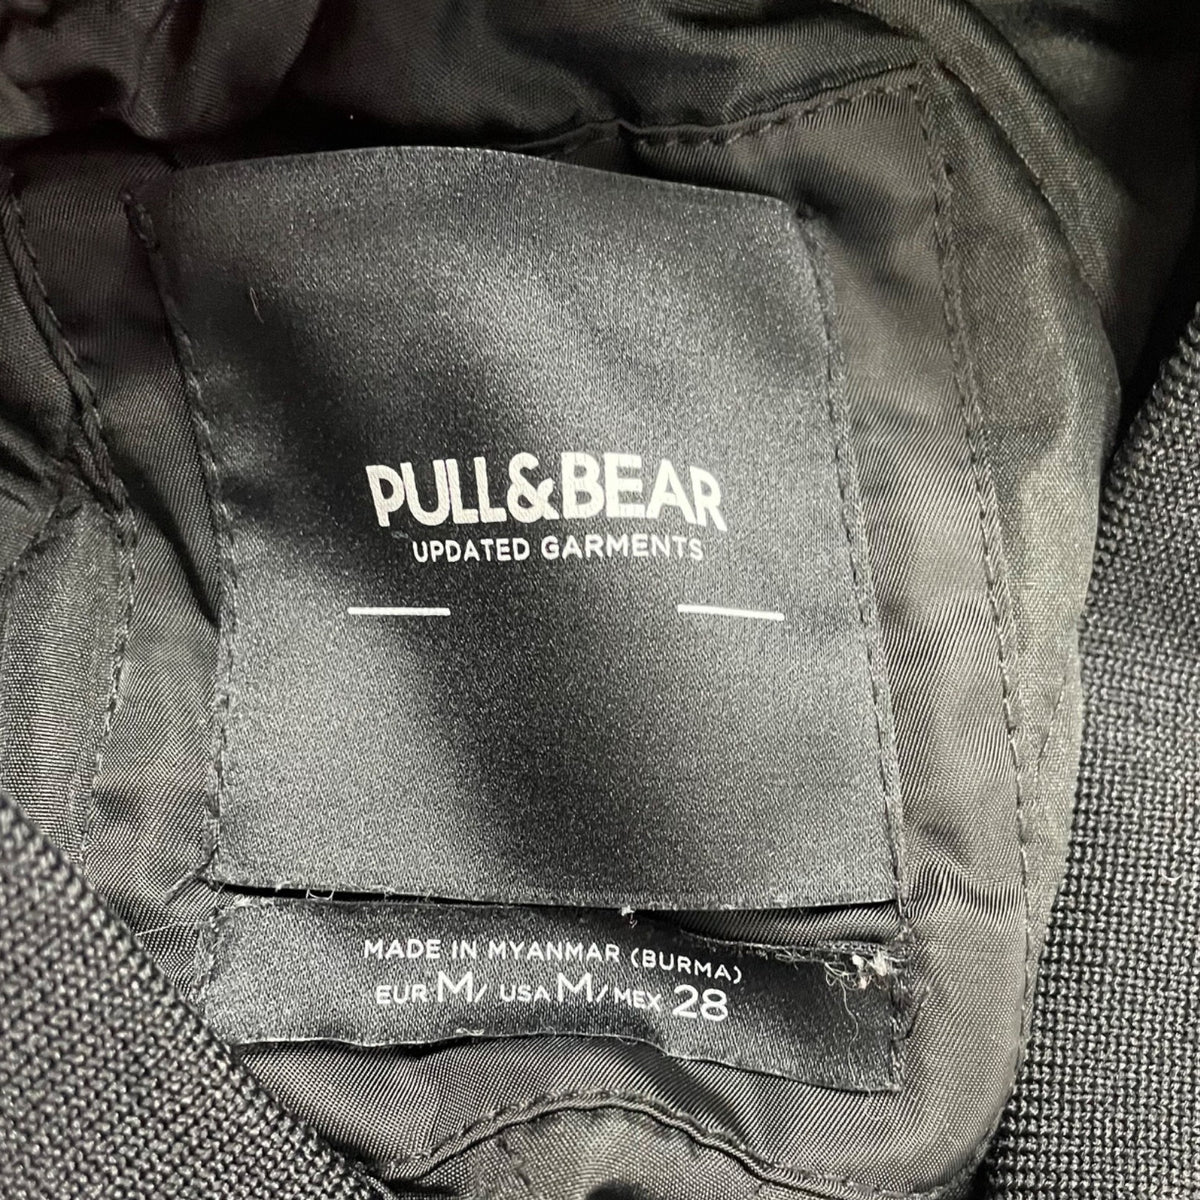 PULL&BEAR
UPDATED GARMENTS
MADE IN MYANMAR (BURMA)
EUR M/ USA M/ MEX 28